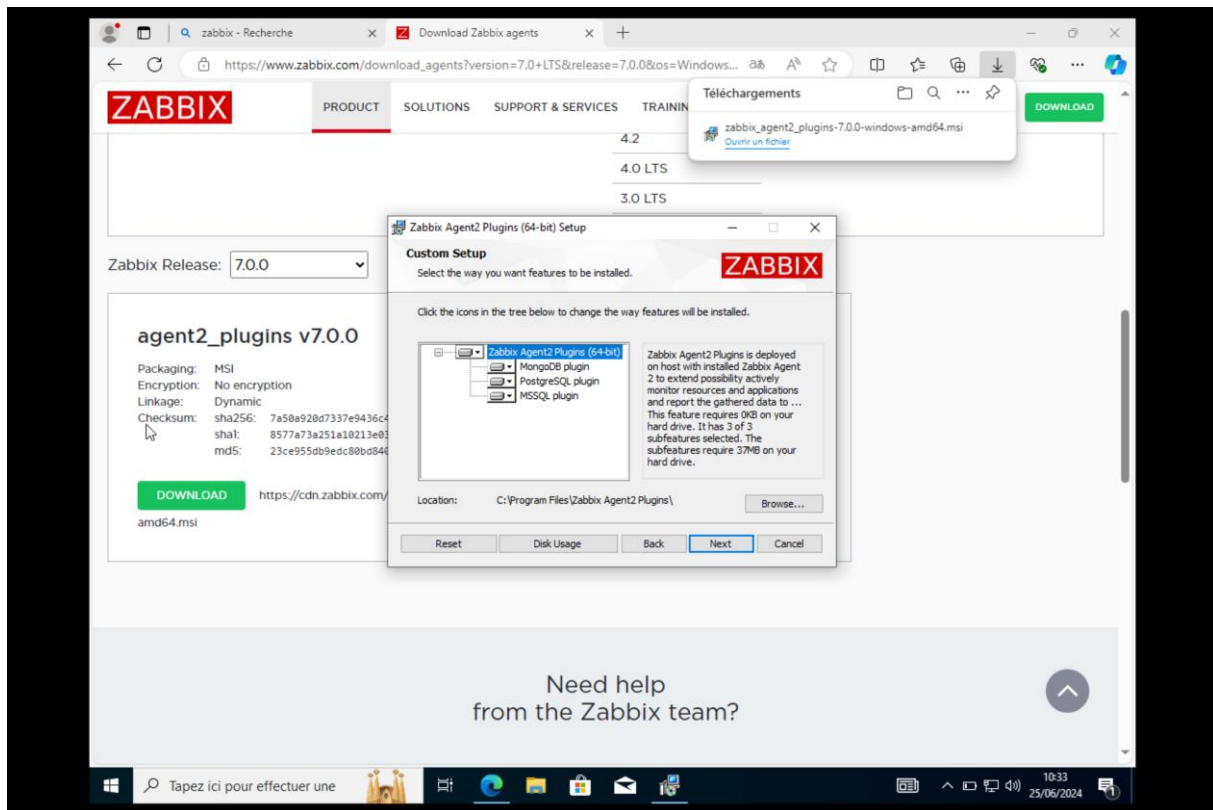 zabbix - Recherche
Download Zabbix agents
https://www.zabbix.com/download_agents?version=7.0+LTS&release=7.0.0&os=Windows...
ZABBIX
PRODUCT SOLUTIONS SUPPORT & SERVICES TRAININ
DOWNLOAD
Téléchargements
zabbix_agent2_plugins-7.0.0-windows-amd64.msi
Ouvrir un fichier
4.2
4.0 LTS
3.0 LTS
Zabbix Release: 7.0.0
agent2_plugins v7.0.0
Packaging: MSI
Encryption: No encryption
Linkage: Dynamic
Checksum: sha256: 7a50a920d7337e9436c4
sha1: 8577a73a251a10213e03
md5: 23ce955db9edc80bd840
DOWNLOAD https://cdn.zabbix.com/
amd64.msi
Zabbix Agent2 Plugins (64-bit) Setup
Custom Setup
Select the way you want features to be installed.
ZABBIX
Click the icons in the tree below to change the way features will be installed.
Zabbix Agent2 Plugins (64-bit)
MongoDB plugin
PostgreSQL plugin
MSSQL plugin
Zabbix Agent2 Plugins is deployed
on host with installed Zabbix Agent
2 to extend possibility actively
monitor resources and applications
and report the gathered data to ...
This feature requires 0KB on your
hard drive. It has 3 of 3
subfeatures selected. The
subfeatures require 37MB on your
hard drive.
Location: C:\Program Files\Zabbix Agent2 Plugins\
Browse...
Reset Disk Usage Back Next Cancel
Need help
from the Zabbix team?
Tapez ici pour effectuer une
10:33
25/06/2024